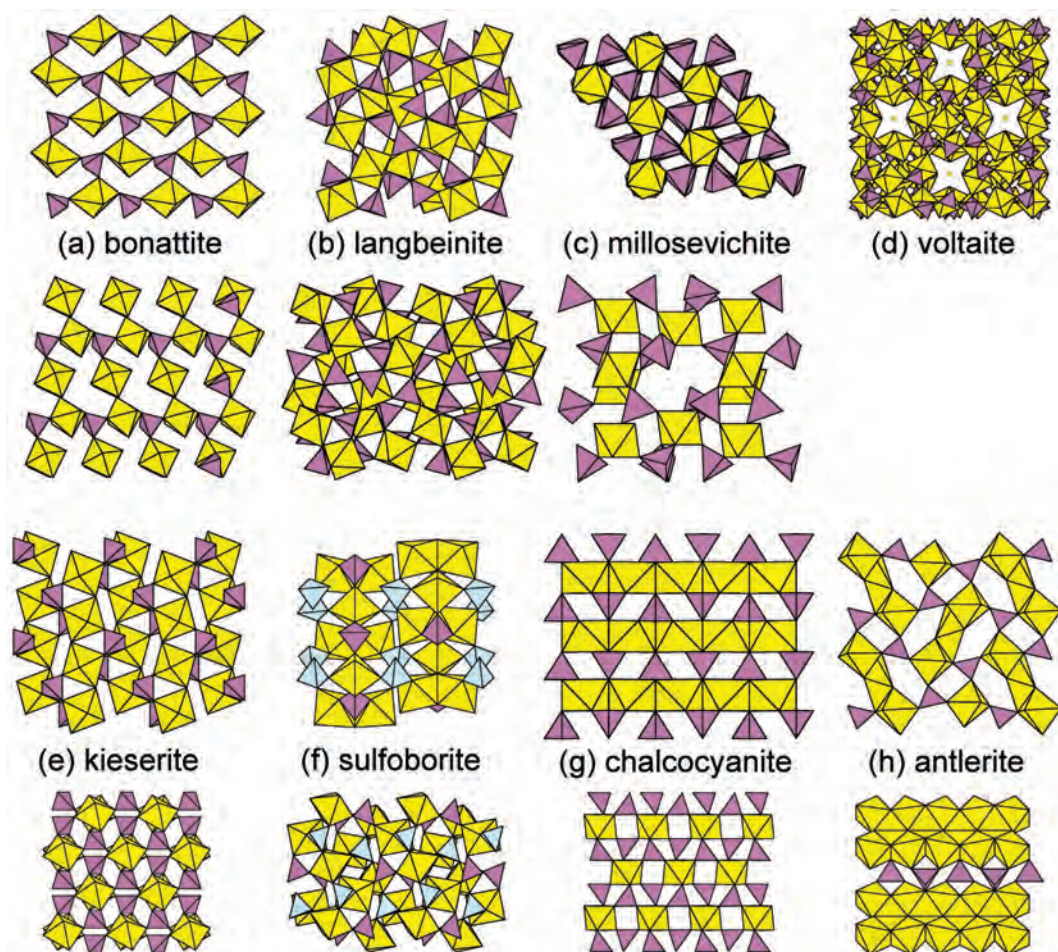 (a) bonattite (b) langbeinite (c) millosevichite (d) voltaite
(e) kieserite (f) sulfoborite (g) chalcocyanite (h) antlerite